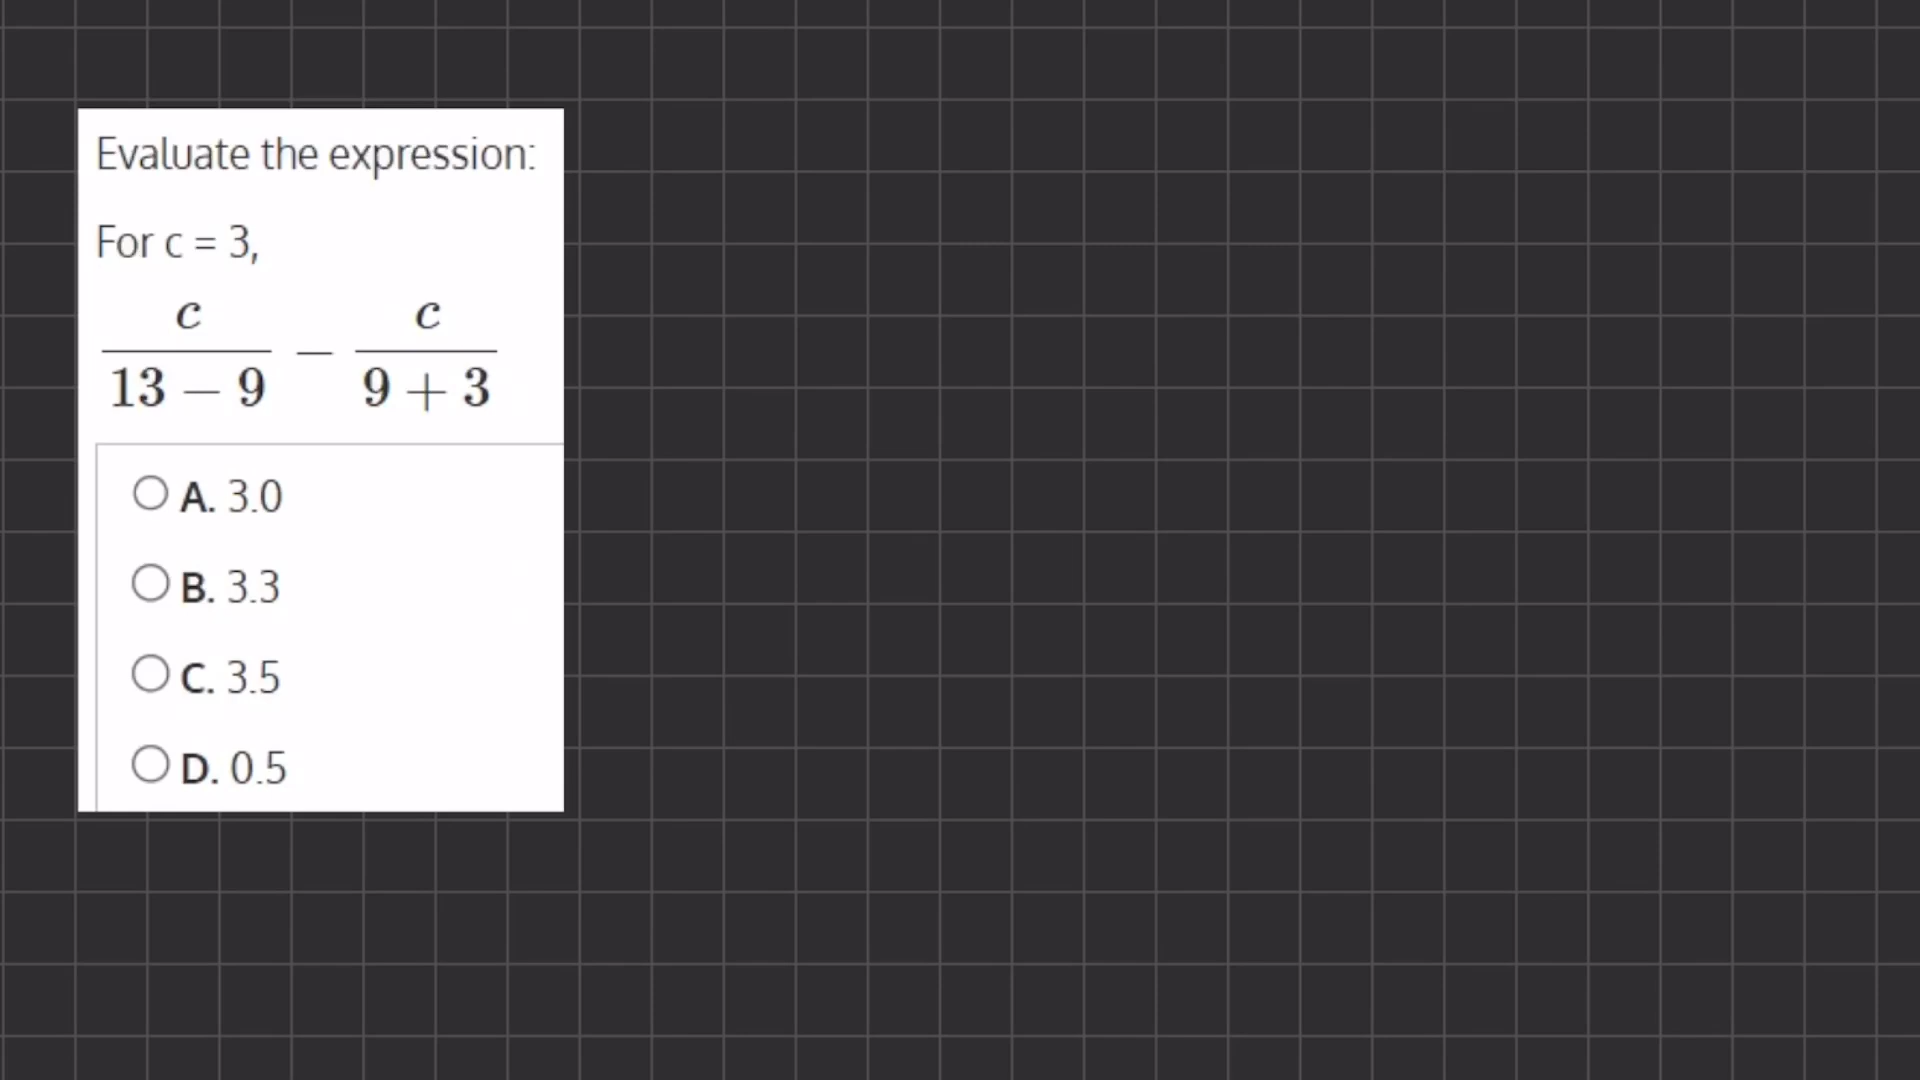 Evaluate the expression:
For c = 3,
c/(13 − 9) − c/(9 + 3)
A. 3.0
B. 3.3
C. 3.5
D. 0.5